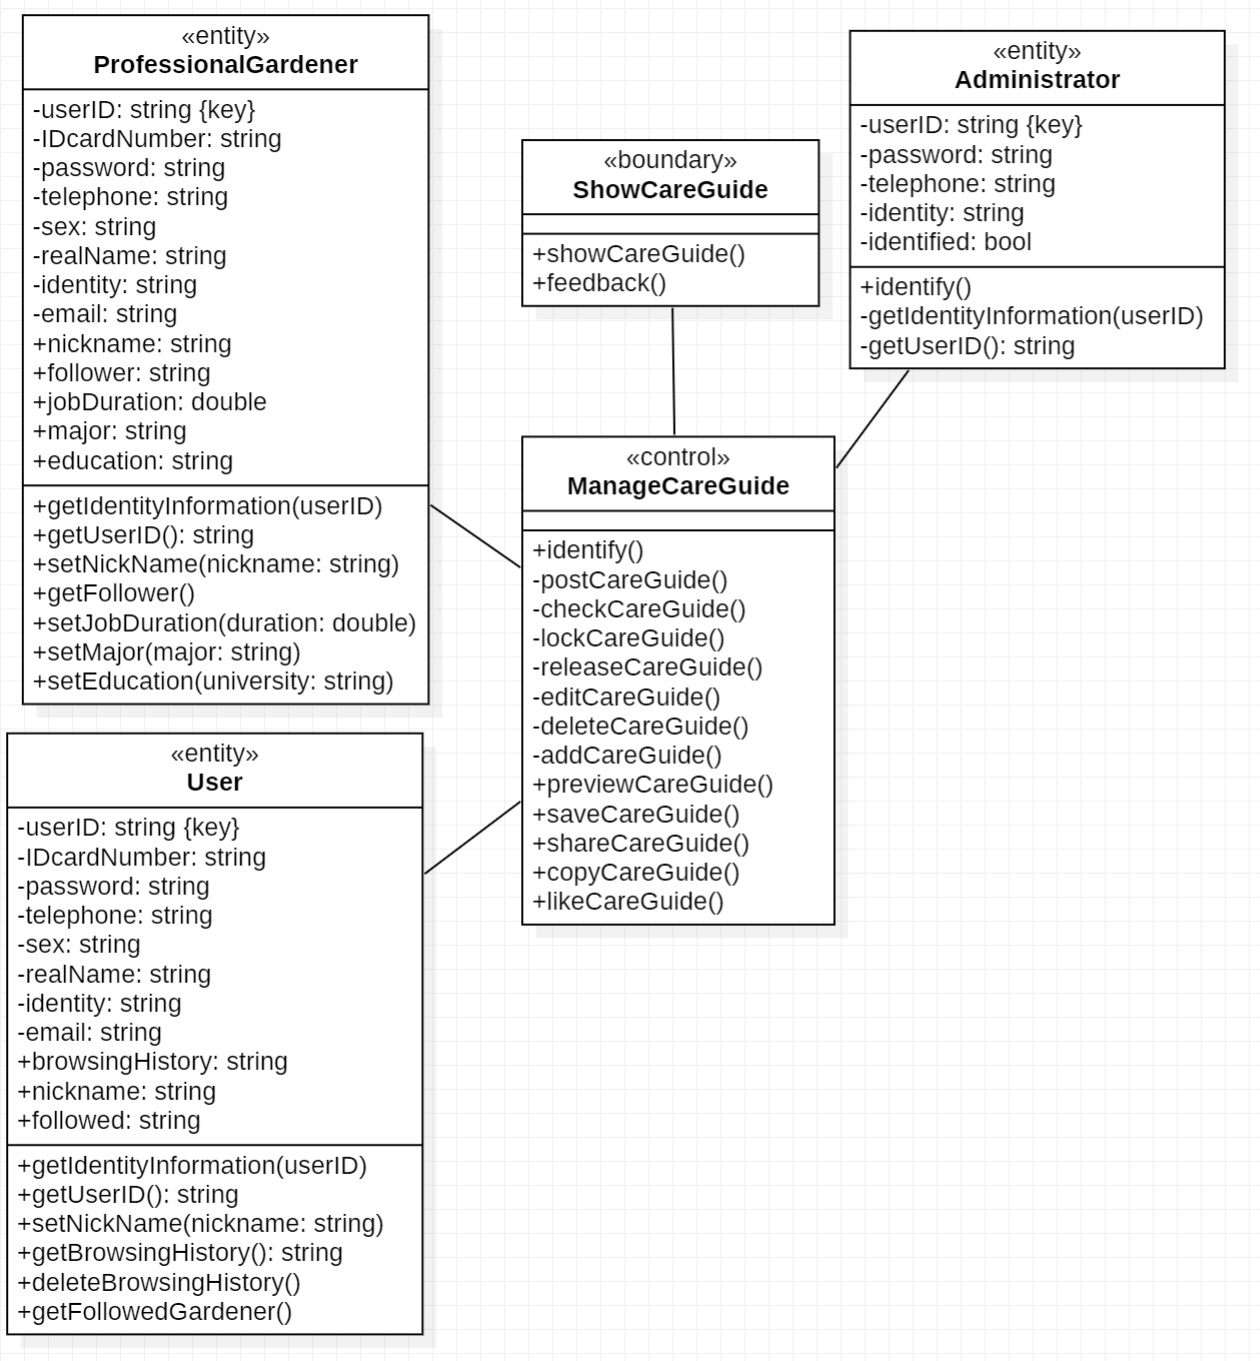 «entity»
ProfessionalGardener
-userID: string {key}
-IDcardNumber: string
-password: string
-telephone: string
-sex: string
-realName: string
-identity: string
-email: string
+nickname: string
+follower: string
+jobDuration: double
+major: string
+education: string
+getIdentityInformation(userID)
+getUserID(): string
+setNickName(nickname: string)
+getFollower()
+setJobDuration(duration: double)
+setMajor(major: string)
+setEducation(university: string)
«boundary»
ShowCareGuide
+showCareGuide()
+feedback()
«entity»
Administrator
-userID: string {key}
-password: string
-telephone: string
-identity: string
-identified: bool
+identify()
-getIdentityInformation(userID)
-getUserID(): string
«control»
ManageCareGuide
+identify()
-postCareGuide()
-checkCareGuide()
-lockCareGuide()
-releaseCareGuide()
-editCareGuide()
-deleteCareGuide()
-addCareGuide()
+previewCareGuide()
+saveCareGuide()
+shareCareGuide()
+copyCareGuide()
+likeCareGuide()
«entity»
User
-userID: string {key}
-IDcardNumber: string
-password: string
-telephone: string
-sex: string
-realName: string
-identity: string
-email: string
+browsingHistory: string
+nickname: string
+followed: string
+getIdentityInformation(userID)
+getUserID(): string
+setNickName(nickname: string)
+getBrowsingHistory(): string
+deleteBrowsingHistory()
+getFollowedGardener()